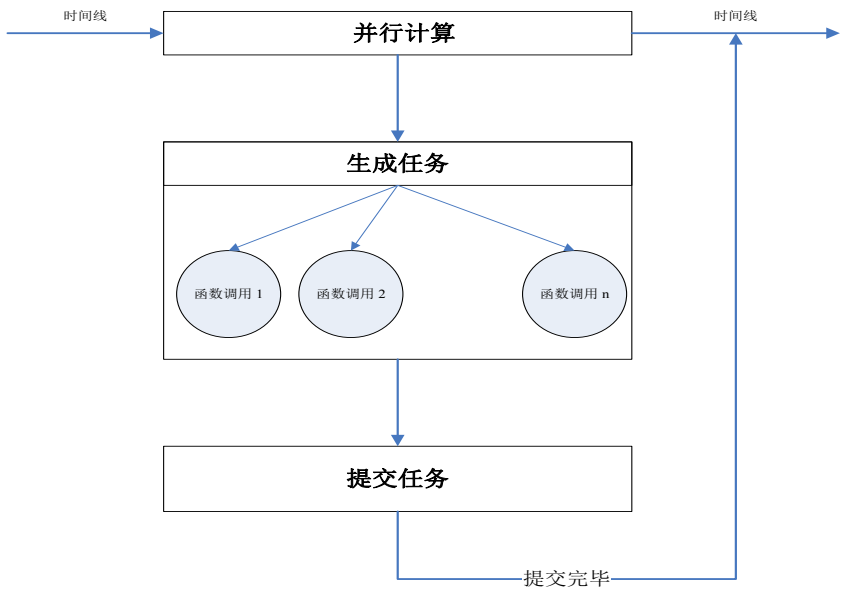 时间线
并行计算
时间线
生成任务
函数调用 1
函数调用 2
函数调用 n
提交任务
提交完毕